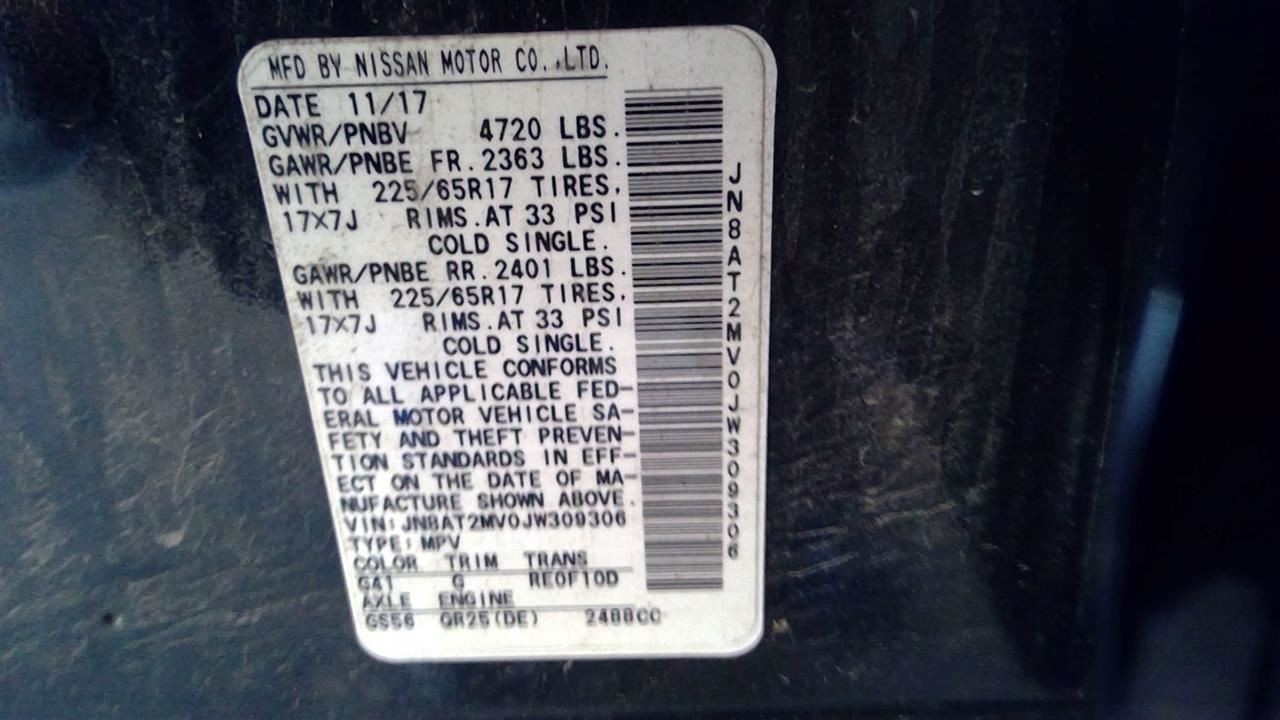 MFD BY NISSAN MOTOR CO.,LTD.
DATE 11/17
GVWR/PNBV 4720 LBS.
GAWR/PNBE FR.2363 LBS.
WITH 225/65R17 TIRES,
17X7J RIMS.AT 33 PSI
COLD SINGLE.
GAWR/PNBE RR.2401 LBS.
WITH 225/65R17 TIRES,
17X7J RIMS.AT 33 PSI
COLD SINGLE.
THIS VEHICLE CONFORMS
TO ALL APPLICABLE FED-
ERAL MOTOR VEHICLE SA-
FETY AND THEFT PREVEN-
TION STANDARDS IN EFF-
ECT ON THE DATE OF MA-
NUFACTURE SHOWN ABOVE.
VIN:JN8AT2MV0JW309306
TYPE:MPV
COLOR TRIM TRANS
G41 G RE0F10D
AXLE ENGINE
GS56 QR25(DE) 2488CC
JN8AT2MV0JW309306